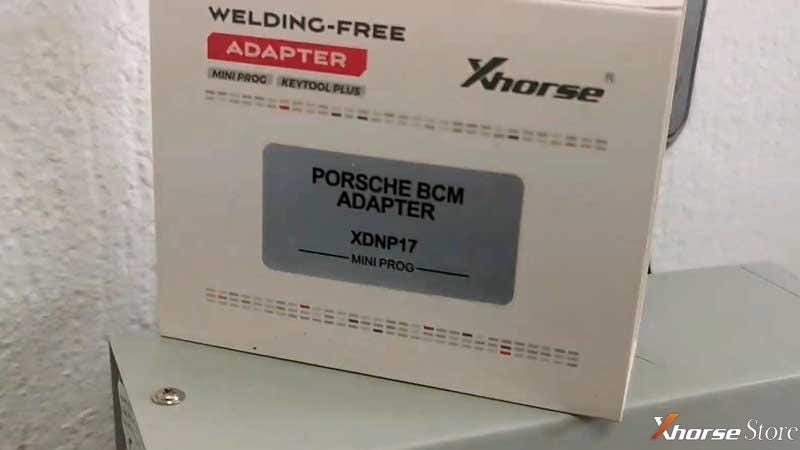 WELDING-FREE
ADAPTER
MINI PROG KEYTOOL PLUS
Xhorse®
PORSCHE BCM
ADAPTER
XDNP17
MINI PROG
Xhorse Store